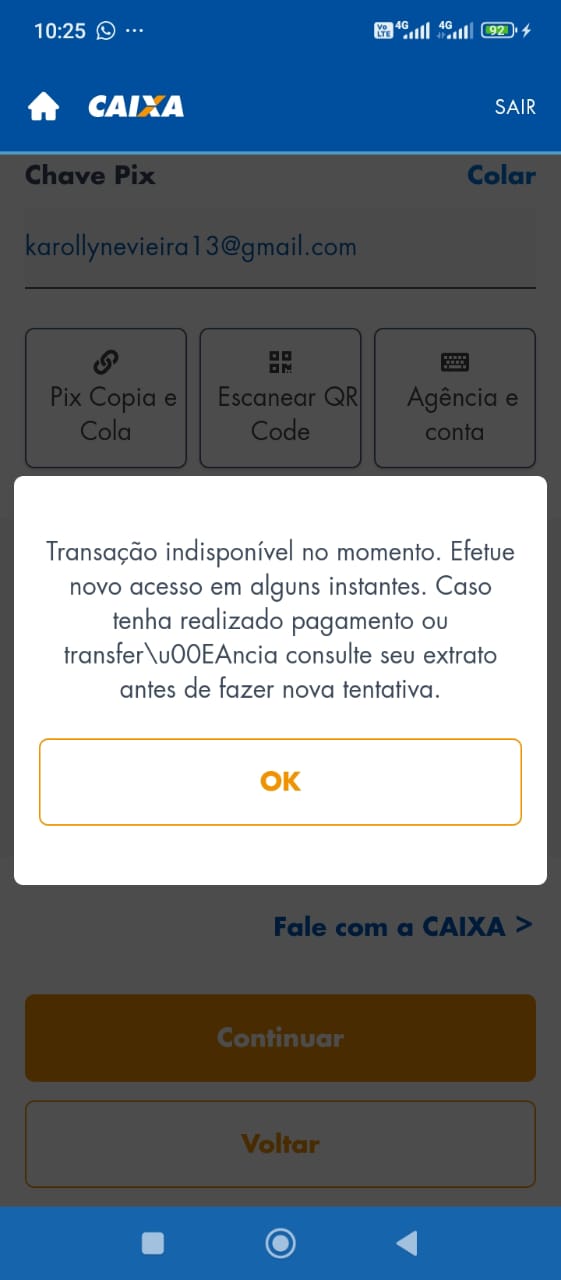 10:25 ... Vo LTE 4G 4G 92
CAIXA SAIR
Chave Pix Colar
karollynevieira13@gmail.com
Pix Copia e Cola
Escanear QR Code
Agência e conta
Transação indisponível no momento. Efetue
novo acesso em alguns instantes. Caso
tenha realizado pagamento ou
transfer\u00EAncia consulte seu extrato
antes de fazer nova tentativa.
OK
Fale com a CAIXA >
Continuar
Voltar